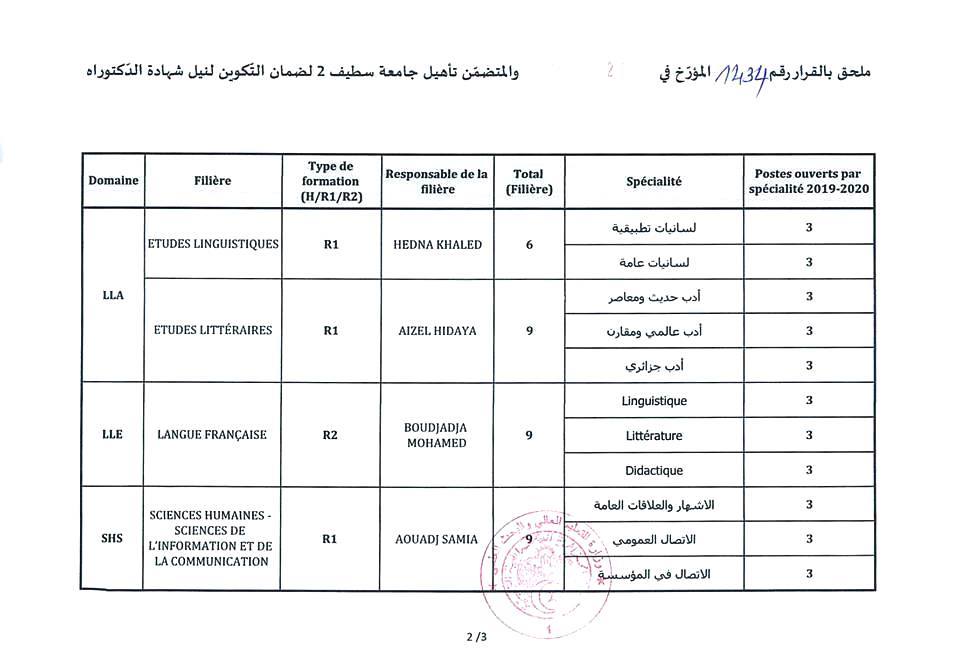 ملحق بالقرار رقم 1434 المؤرّخ في 2 والمتضمّن تأهيل جامعة سطيف 2 لضمان التّكوين لنيل شهادة الدّكتوراه
Domaine Filière Type de formation (H/R1/R2) Responsable de la filière Total (Filière) Spécialité Postes ouverts par spécialité 2019-2020
LLA ETUDES LINGUISTIQUES R1 HEDNA KHALED 6 لسانيات تطبيقية 3
لسانيات عامة 3
ETUDES LITTÉRAIRES R1 AIZEL HIDAYA 9 أدب حديث ومعاصر 3
أدب عالمي ومقارن 3
أدب جزائري 3
LLE LANGUE FRANÇAISE R2 BOUDJADJA MOHAMED 9 Linguistique 3
Littérature 3
Didactique 3
SHS SCIENCES HUMAINES - SCIENCES DE L'INFORMATION ET DE LA COMMUNICATION R1 AOUADJ SAMIA 9 الاشهار والعلاقات العامة 3
الاتصال العمومي 3
الاتصال في المؤسسة 3
2 /3